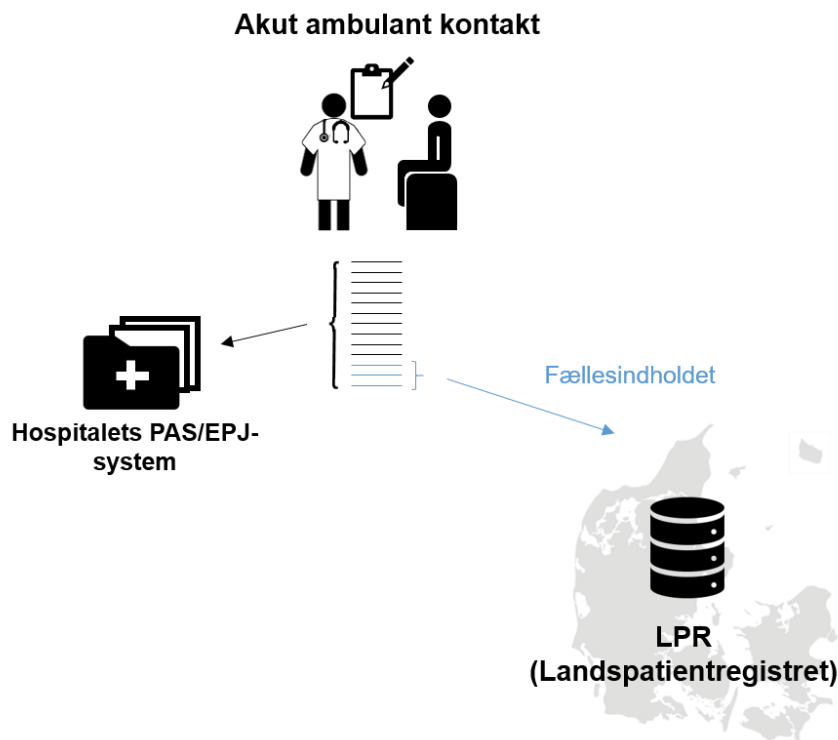 Akut ambulant kontakt
Fællesindholdet
Hospitalets PAS/EPJ-
system
LPR
(Landspatientregistret)